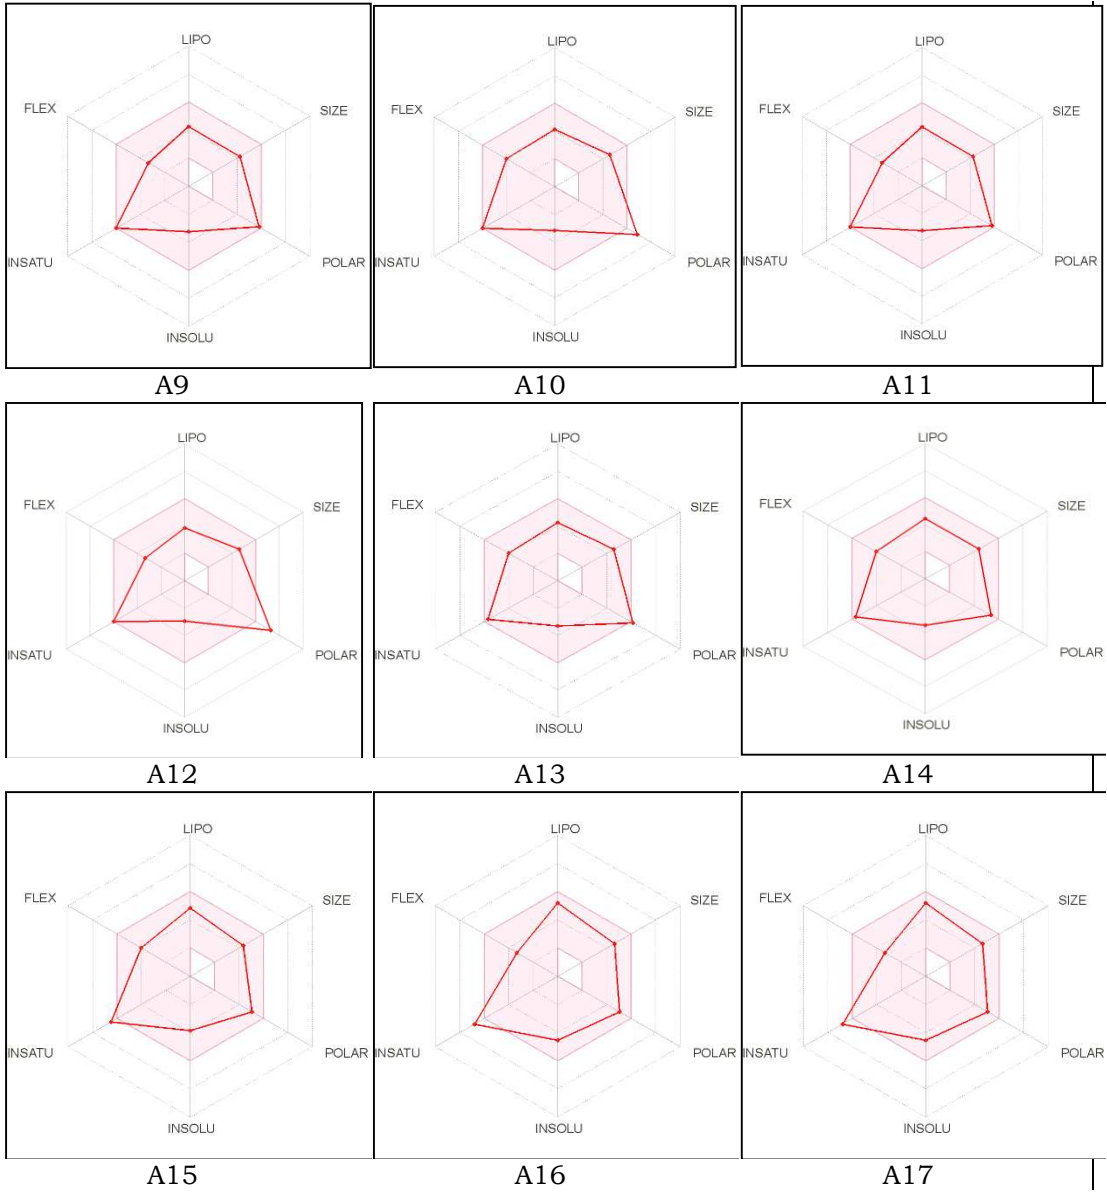 LIPO LIPO LIPO
FLEX SIZE FLEX SIZE FLEX SIZE
INSATU POLAR INSATU POLAR INSATU POLAR
INSOLU INSOLU INSOLU
A9 A10 A11
LIPO LIPO LIPO
FLEX SIZE FLEX SIZE FLEX SIZE
INSATU POLAR INSATU POLAR INSATU POLAR
INSOLU INSOLU INSOLU
A12 A13 A14
LIPO LIPO LIPO
FLEX SIZE FLEX SIZE FLEX SIZE
INSATU POLAR INSATU POLAR INSATU POLAR
INSOLU INSOLU INSOLU
A15 A16 A17